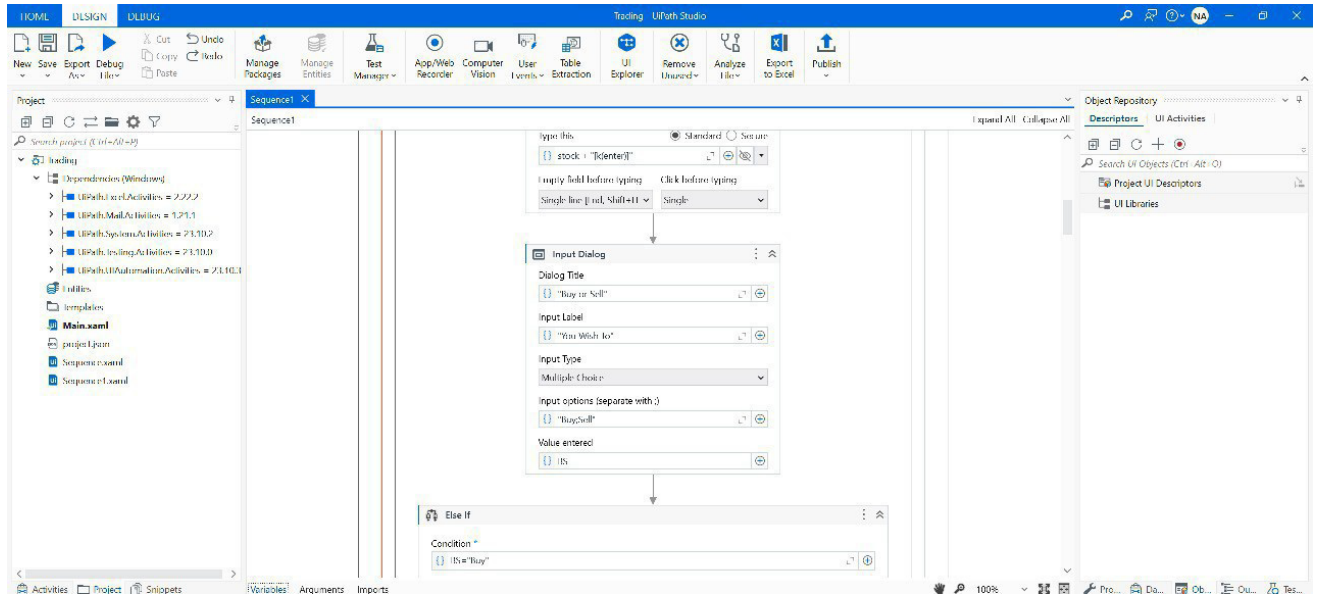 HOME DESIGN DEBUG Trading UiPath Studio NA
New Save Export As Debug File Cut Copy Paste Undo Redo Manage Packages Manage Entities Test Manager App/Web Recorder Computer Vision User Events Table Extraction UI Explorer Remove Unused Analyze File Export to Excel Publish
Project
Search project (Ctrl+Alt+P)
Trading
Dependencies (Windows)
UiPath.Excel.Activities = 2.22.2
UiPath.Mail.Activities = 1.21.1
UiPath.System.Activities = 23.10.2
UiPath.Testing.Activities = 23.10.0
UiPath.UIAutomation.Activities = 23.10.3
Entities
Templates
Main.xaml
project.json
Sequence.xaml
Sequence1.xaml
Activities Project Snippets
Sequence1
Sequence1 Expand All Collapse All
Type this Standard Secure
stock + "[k(enter)]"
Empty field before typing Click before typing
Single line [End, Shift+H Single
Input Dialog
Dialog Title
"Buy or Sell"
Input Label
"You Wish To"
Input Type
Multiple Choice
Input options (separate with ;)
"Buy;Sell"
Value entered
BS
Else If
Condition *
BS="Buy"
Variables Arguments Imports 100%
Object Repository
Descriptors UI Activities
Search UI Objects (Ctrl+Alt+O)
Project UI Descriptors
UI Libraries
Pro... Da... Ob... Ou... Tes...